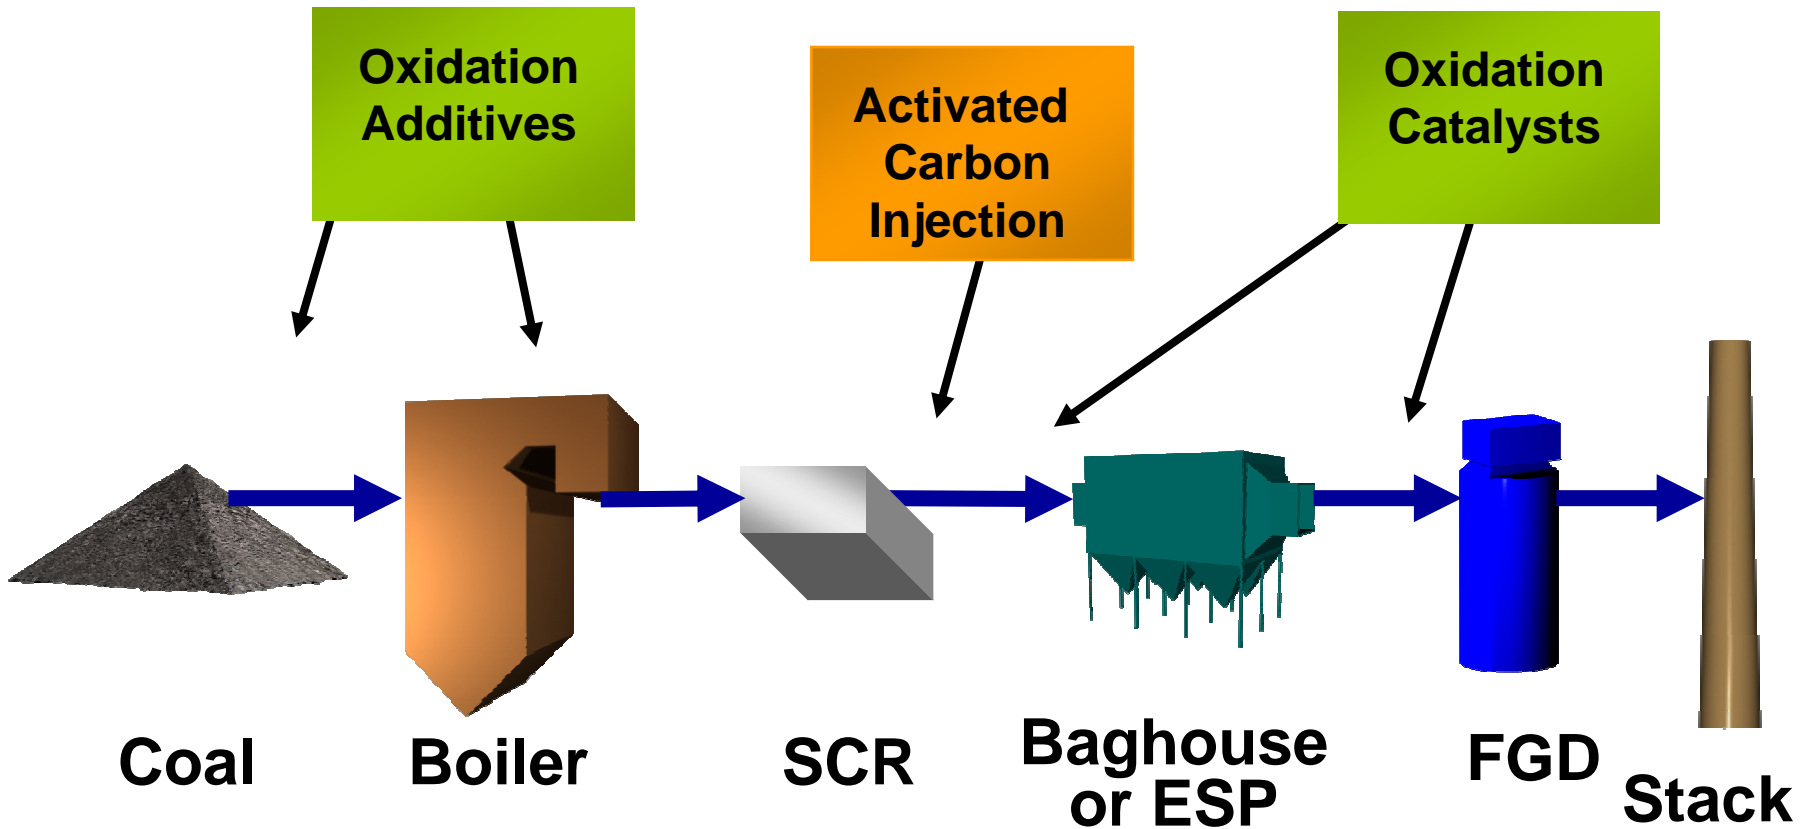 Oxidation
Additives
Activated
Carbon
Injection
Oxidation
Catalysts
Coal
Boiler
SCR
Baghouse
or ESP
FGD
Stack